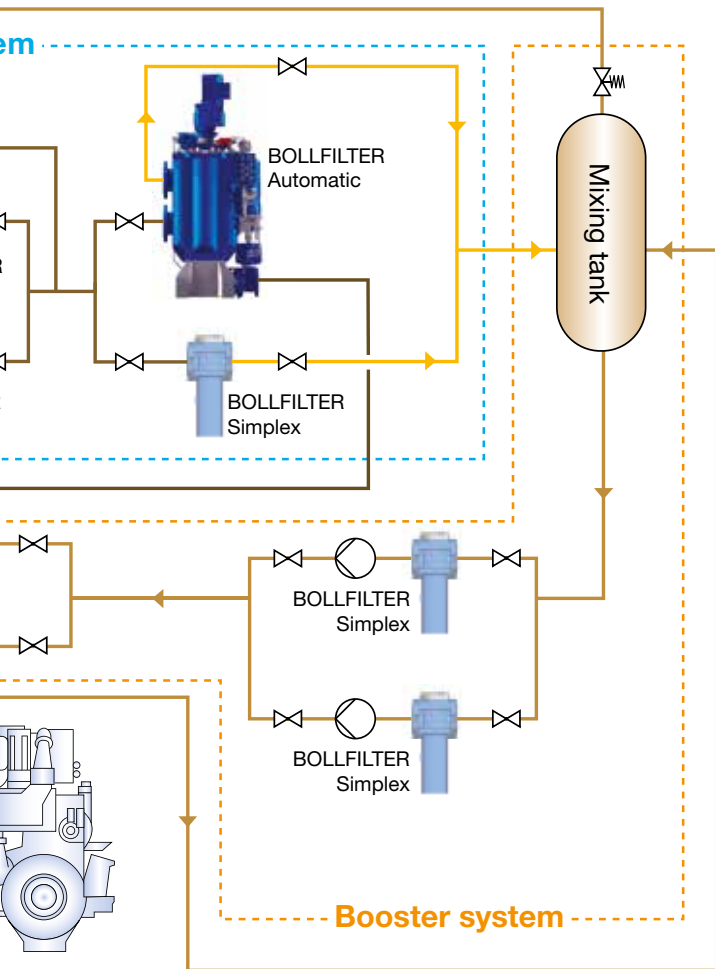 em
BOLLFILTER
Automatic
Mixing tank
BOLLFILTER
Simplex
BOLLFILTER
Simplex
BOLLFILTER
Simplex
Booster system